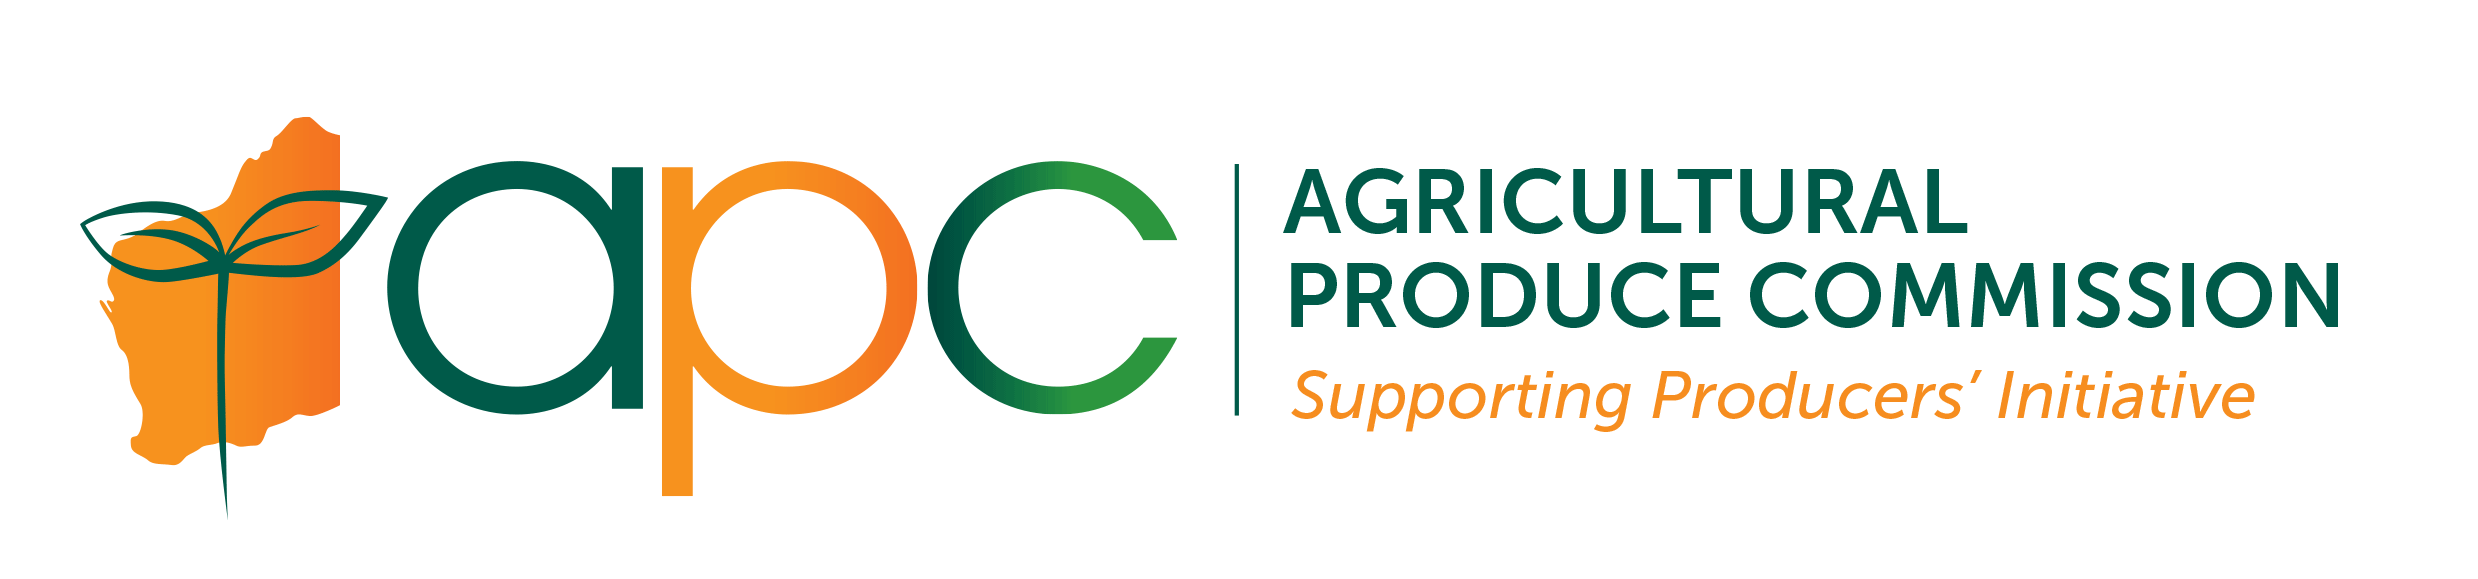 apc
AGRICULTURAL
PRODUCE COMMISSION
Supporting Producers’ Initiative